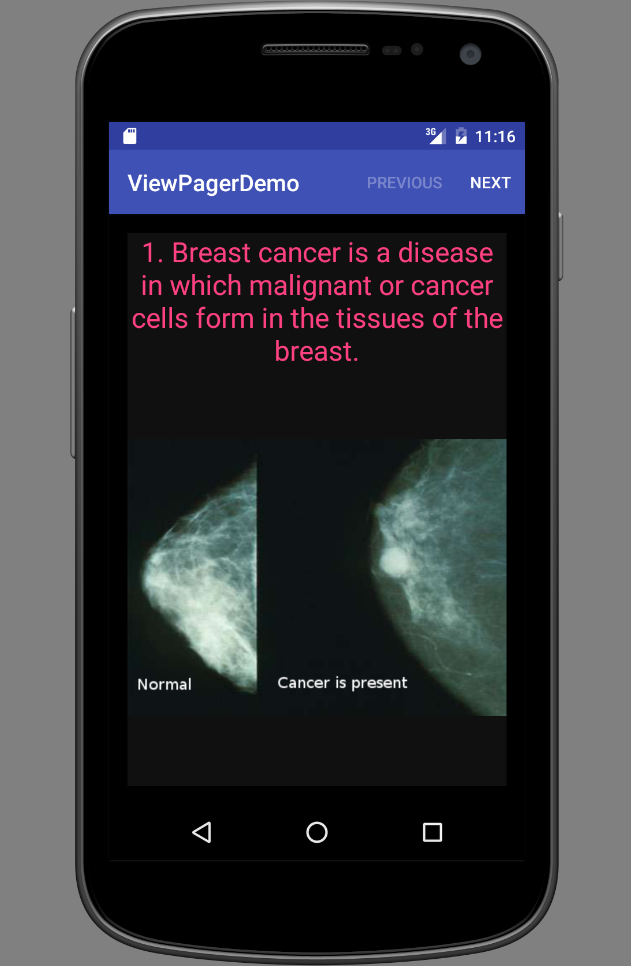 3G 11:16
ViewPagerDemo PREVIOUS NEXT
1. Breast cancer is a disease
in which malignant or cancer
cells form in the tissues of the
breast.
Normal Cancer is present